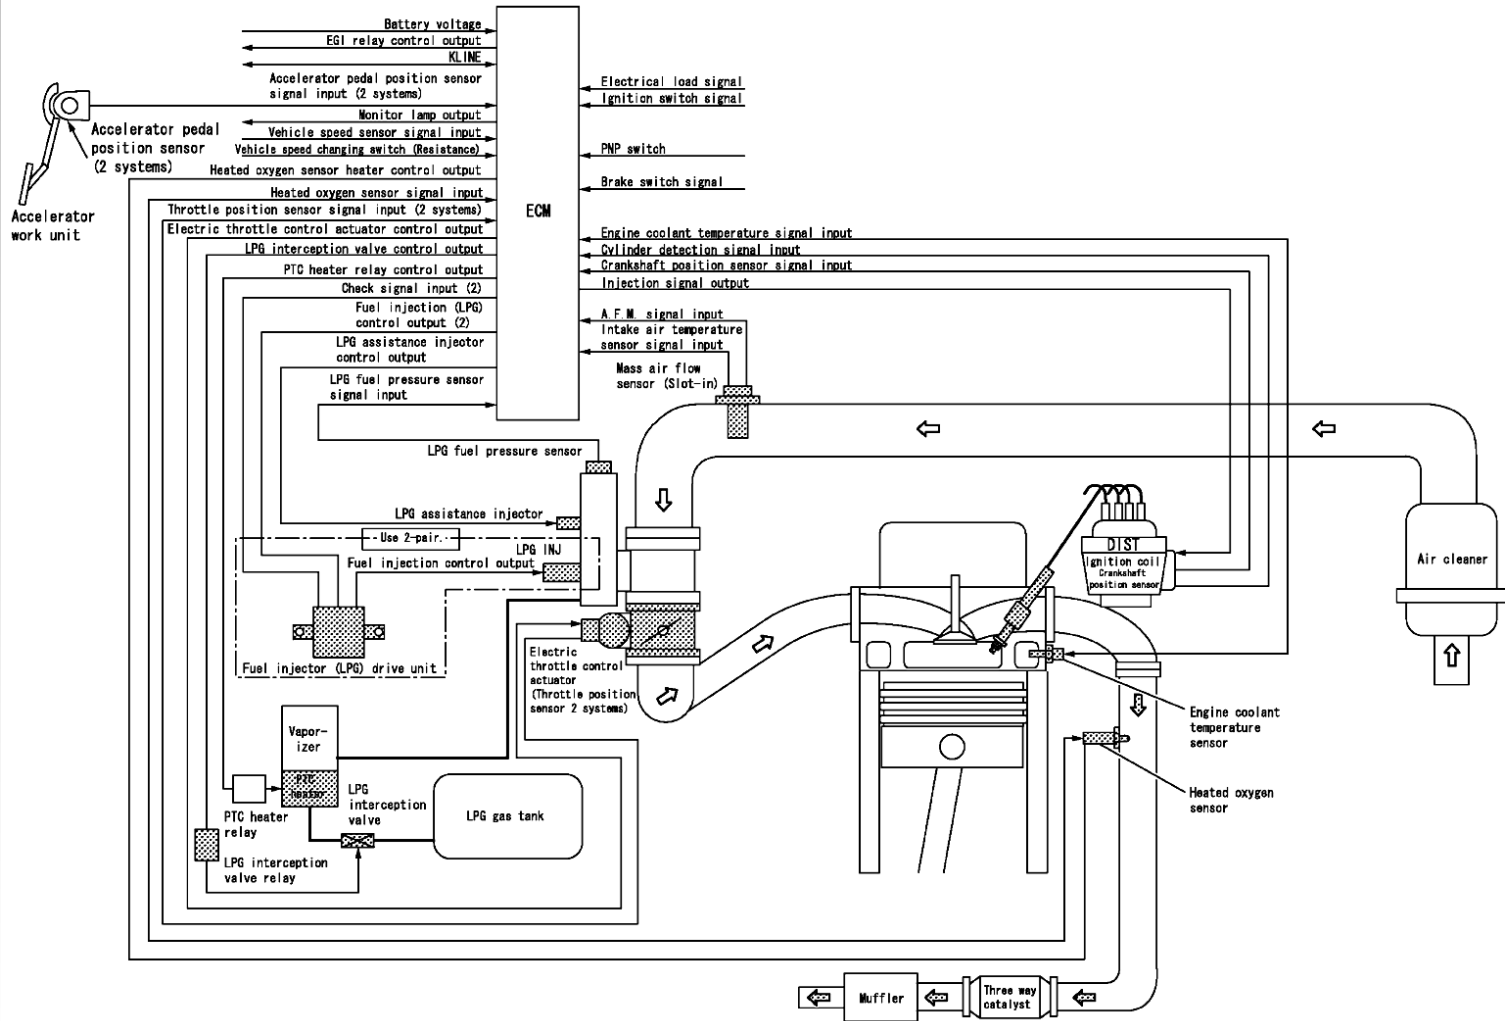 Battery voltage
EGI relay control output
KLINE
Accelerator pedal position sensor
signal input (2 systems)
Monitor lamp output
Vehicle speed sensor signal input
Vehicle speed changing switch (Resistance)
Heated oxygen sensor heater control output
Heated oxygen sensor signal input
Throttle position sensor signal input (2 systems)
Electric throttle control actuator control output
LPG interception valve control output
PTC heater relay control output
Check signal input (2)
Fuel injection (LPG)
control output (2)
LPG assistance injector
control output
LPG fuel pressure sensor
signal input
Accelerator pedal
position sensor
(2 systems)
Accelerator
work unit
ECM
Electrical load signal
Ignition switch signal
PNP switch
Brake switch signal
Engine coolant temperature signal input
Cylinder detection signal input
Crankshaft position sensor signal input
Injection signal output
A.F.M. signal input
Intake air temperature
sensor signal input
Mass air flow
sensor (Slot-in)
LPG fuel pressure sensor
LPG assistance injector
Use 2-pair.
LPG INJ
Fuel injection control output
Fuel injector (LPG) drive unit
Electric
throttle control
actuator
(Throttle position
sensor 2 systems)
DIST
Ignition coil
Crankshaft
position sensor
Air cleaner
Vapor-
izer
PTC
heater
PTC heater
relay
LPG
interception
valve
LPG gas tank
LPG interception
valve relay
Engine coolant
temperature
sensor
Heated oxygen
sensor
Muffler
Three way
catalyst